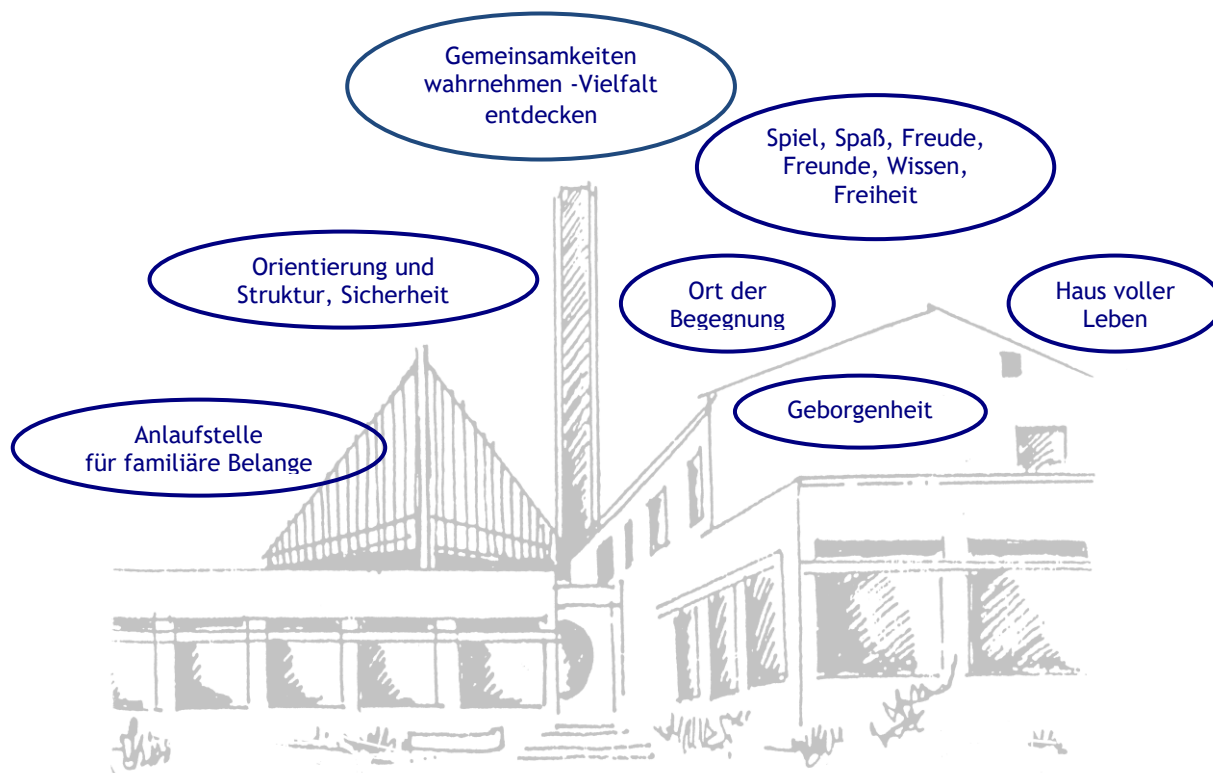 Gemeinsamkeiten
wahrnehmen -Vielfalt
entdecken
Spiel, Spaß, Freude,
Freunde, Wissen,
Freiheit
Orientierung und
Struktur, Sicherheit
Ort der
Begegnung
Haus voller
Leben
Geborgenheit
Anlaufstelle
für familiäre Belange